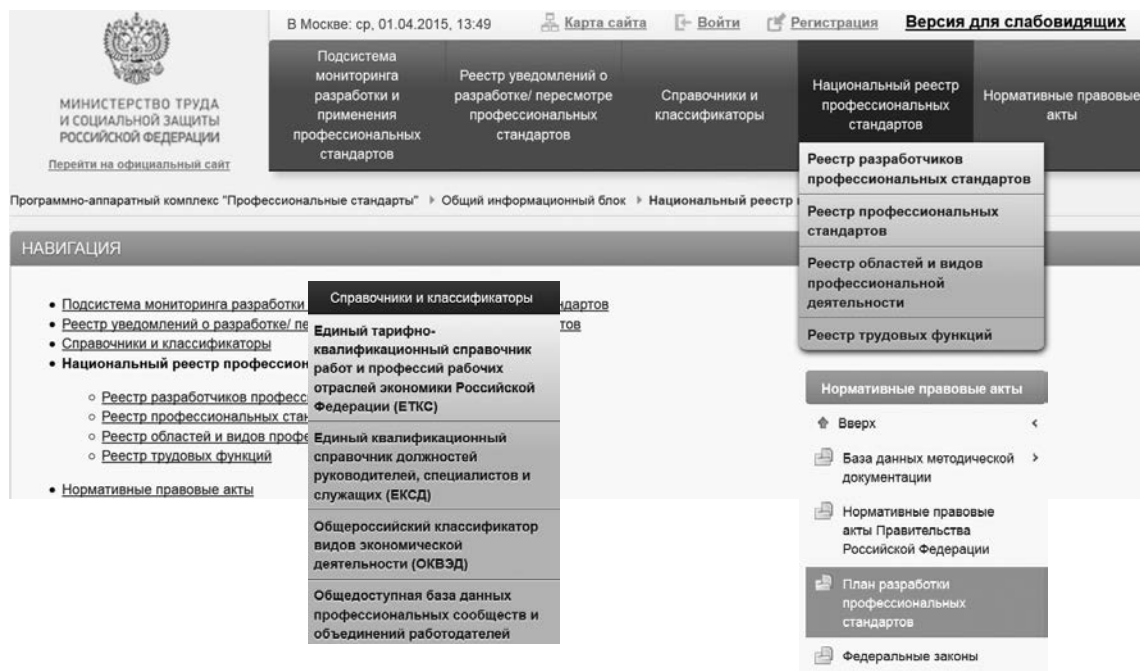 В Москве: ср, 01.04.2015, 13:49
Карта сайта
Войти
Регистрация
Версия для слабовидящих
МИНИСТЕРСТВО ТРУДА
И СОЦИАЛЬНОЙ ЗАЩИТЫ
РОССИЙСКОЙ ФЕДЕРАЦИИ
Перейти на официальный сайт
Подсистема
мониторинга
разработки и
применения
профессиональных
стандартов
Реестр уведомлений о
разработке/ пересмотре
профессиональных
стандартов
Справочники и
классификаторы
Национальный реестр
профессиональных
стандартов
Нормативные правовые
акты
Реестр разработчиков
профессиональных стандартов
Реестр профессиональных
стандартов
Реестр областей и видов
профессиональной
деятельности
Реестр трудовых функций
Программно-аппаратный комплекс "Профессиональные стандарты"
Общий информационный блок
Национальный реестр
НАВИГАЦИЯ
Подсистема мониторинга разработки
Реестр уведомлений о разработке/
Справочники и классификаторы
Национальный реестр
Реестр разработчиков
Реестр профессиональных
Реестр областей и видов
Реестр трудовых функций
Нормативные правовые акты
Справочники и классификаторы
Единый тарифно-
квалификационный справочник
работ и профессий рабочих
отраслей экономики Российской
Федерации (ЕТКС)
Единый квалификационный
справочник должностей
руководителей, специалистов и
служащих (ЕКСД)
Общероссийский классификатор
видов экономической
деятельности (ОКВЭД)
Общедоступная база данных
профессиональных сообществ и
объединений работодателей
Нормативные правовые акты
Вверх
База данных методической
документации
Нормативные правовые
акты Правительства
Российской Федерации
План разработки
профессиональных
стандартов
Федеральные законы